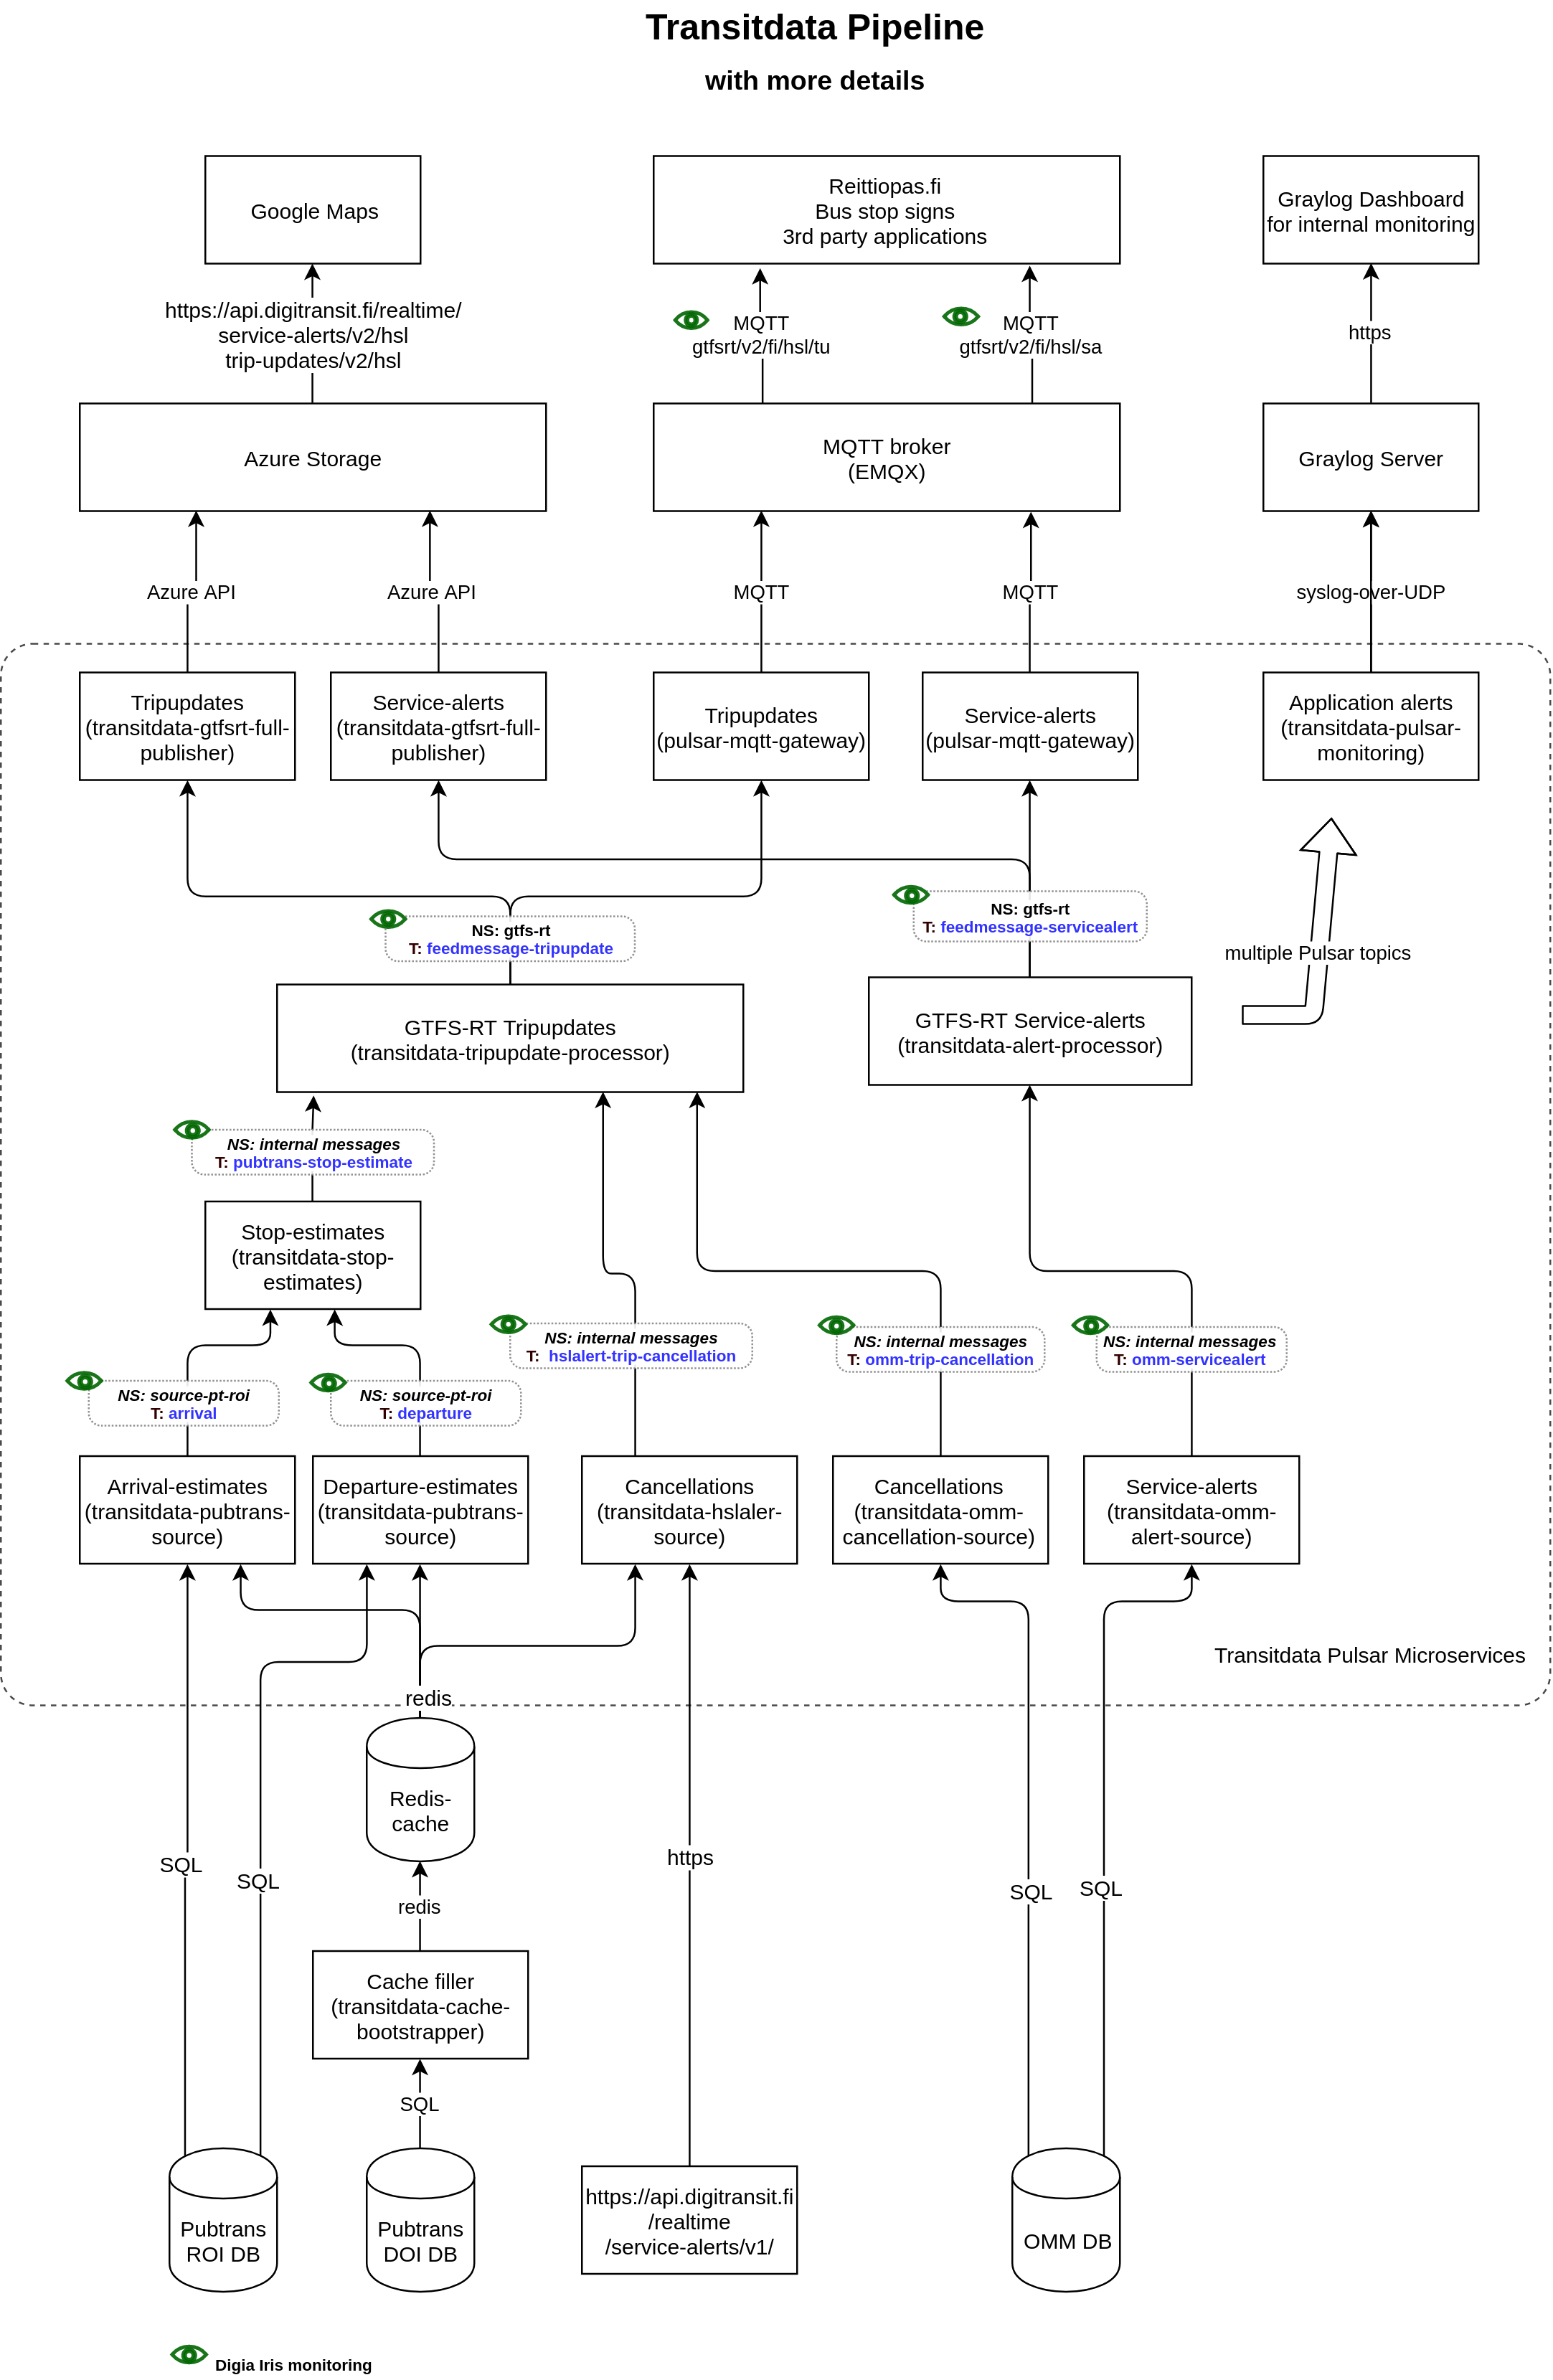 Transitdata Pipeline
with more details
Google Maps
Reittiopas.fi
Bus stop signs
3rd party applications
Graylog Dashboard
for internal monitoring
https://api.digitransit.fi/realtime/
service-alerts/v2/hsl
trip-updates/v2/hsl
MQTT
gtfsrt/v2/fi/hsl/tu
MQTT
gtfsrt/v2/fi/hsl/sa
https
Azure Storage
MQTT broker
(EMQX)
Graylog Server
Azure API
Azure API
MQTT
MQTT
syslog-over-UDP
Tripupdates
(transitdata-gtfsrt-full-
publisher)
Service-alerts
(transitdata-gtfsrt-full-
publisher)
Tripupdates
(pulsar-mqtt-gateway)
Service-alerts
(pulsar-mqtt-gateway)
Application alerts
(transitdata-pulsar-
monitoring)
NS: gtfs-rt
T: feedmessage-tripupdate
NS: gtfs-rt
T: feedmessage-servicealert
multiple Pulsar topics
GTFS-RT Tripupdates
(transitdata-tripupdate-processor)
GTFS-RT Service-alerts
(transitdata-alert-processor)
NS: internal messages
T: pubtrans-stop-estimate
Stop-estimates
(transitdata-stop-
estimates)
NS: internal messages
T: hslalert-trip-cancellation
NS: internal messages
T: omm-trip-cancellation
NS: internal messages
T: omm-servicealert
NS: source-pt-roi
T: arrival
NS: source-pt-roi
T: departure
Arrival-estimates
(transitdata-pubtrans-
source)
Departure-estimates
(transitdata-pubtrans-
source)
Cancellations
(transitdata-hslaler-
source)
Cancellations
(transitdata-omm-
cancellation-source)
Service-alerts
(transitdata-omm-
alert-source)
Transitdata Pulsar Microservices
redis
Redis-
cache
SQL
SQL
https
SQL
SQL
redis
Cache filler
(transitdata-cache-
bootstrapper)
SQL
Pubtrans
ROI DB
Pubtrans
DOI DB
https://api.digitransit.fi
/realtime
/service-alerts/v1/
OMM DB
Digia Iris monitoring